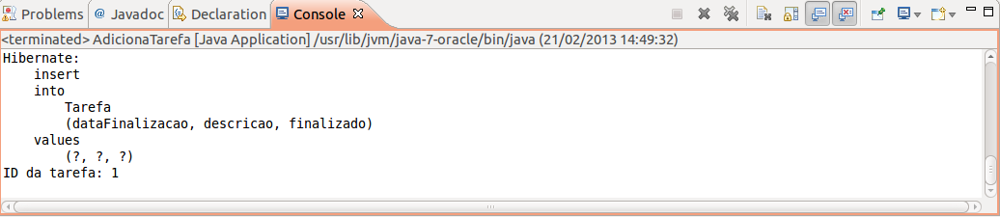 Problems @ Javadoc Declaration Console
<terminated> AdicionaTarefa [Java Application] /usr/lib/jvm/java-7-oracle/bin/java (21/02/2013 14:49:32)
Hibernate:
    insert
    into
        Tarefa
        (dataFinalizacao, descricao, finalizado)
    values
        (?, ?, ?)
ID da tarefa: 1